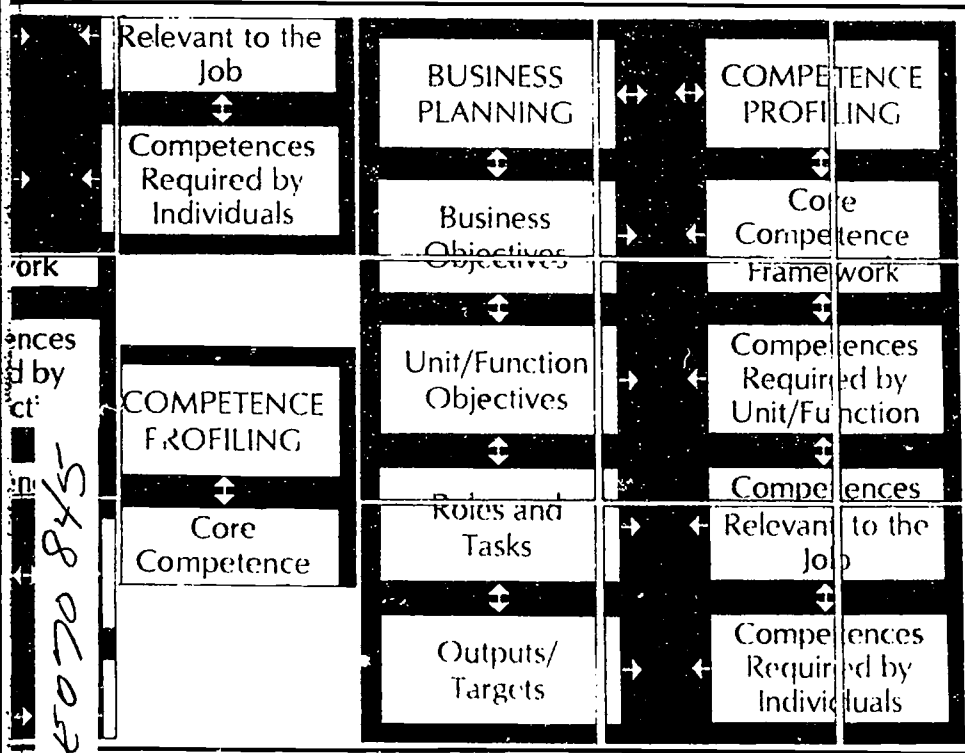 Relevant to the
Job
Competences
Required by
Individuals
ork
ences
d by
COMPETENCE
PROFILING
Core
Competence
BUSINESS
PLANNING
Business
Objectives
Unit/Function
Objectives
Roles and
Tasks
Outputs/
Targets
COMPETENCE
PROFILING
Core
Competence
Framework
Competences
Required by
Unit/Function
Competences
Relevant to the
Job
Competences
Required by
Individuals